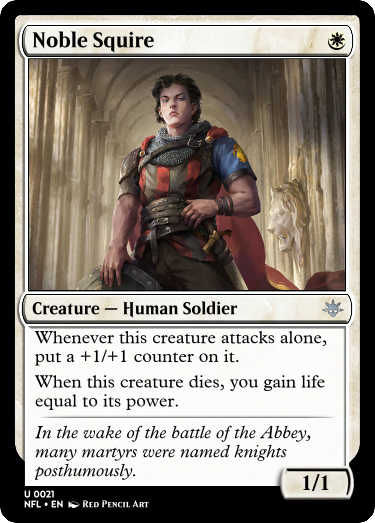 Noble Squire
Creature — Human Soldier
Whenever this creature attacks alone,
put a +1/+1 counter on it.
When this creature dies, you gain life
equal to its power.
In the wake of the battle of the Abbey,
many martyrs were named knights
posthumously.
1/1
U 0021
NFL • EN Red Pencil Art